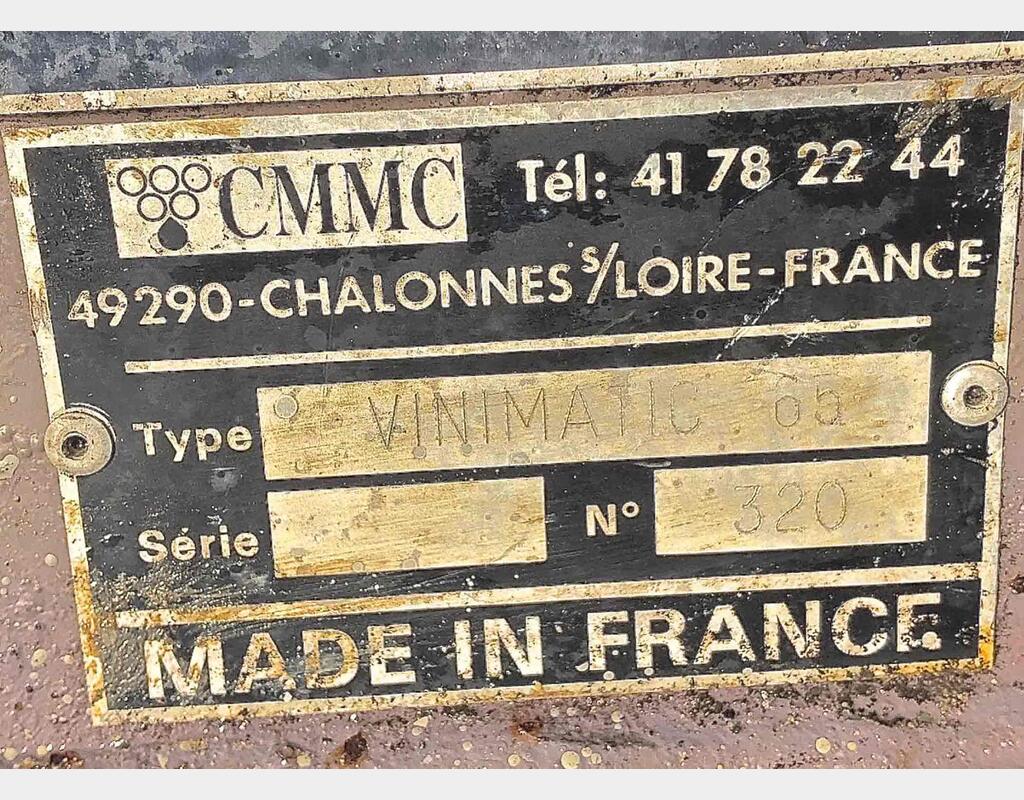 CMMC Tél: 41 78 22 44
49290-CHALONNES S/LOIRE-FRANCE
Type VINIMATIC 65
Série N° 320
MADE IN FRANCE